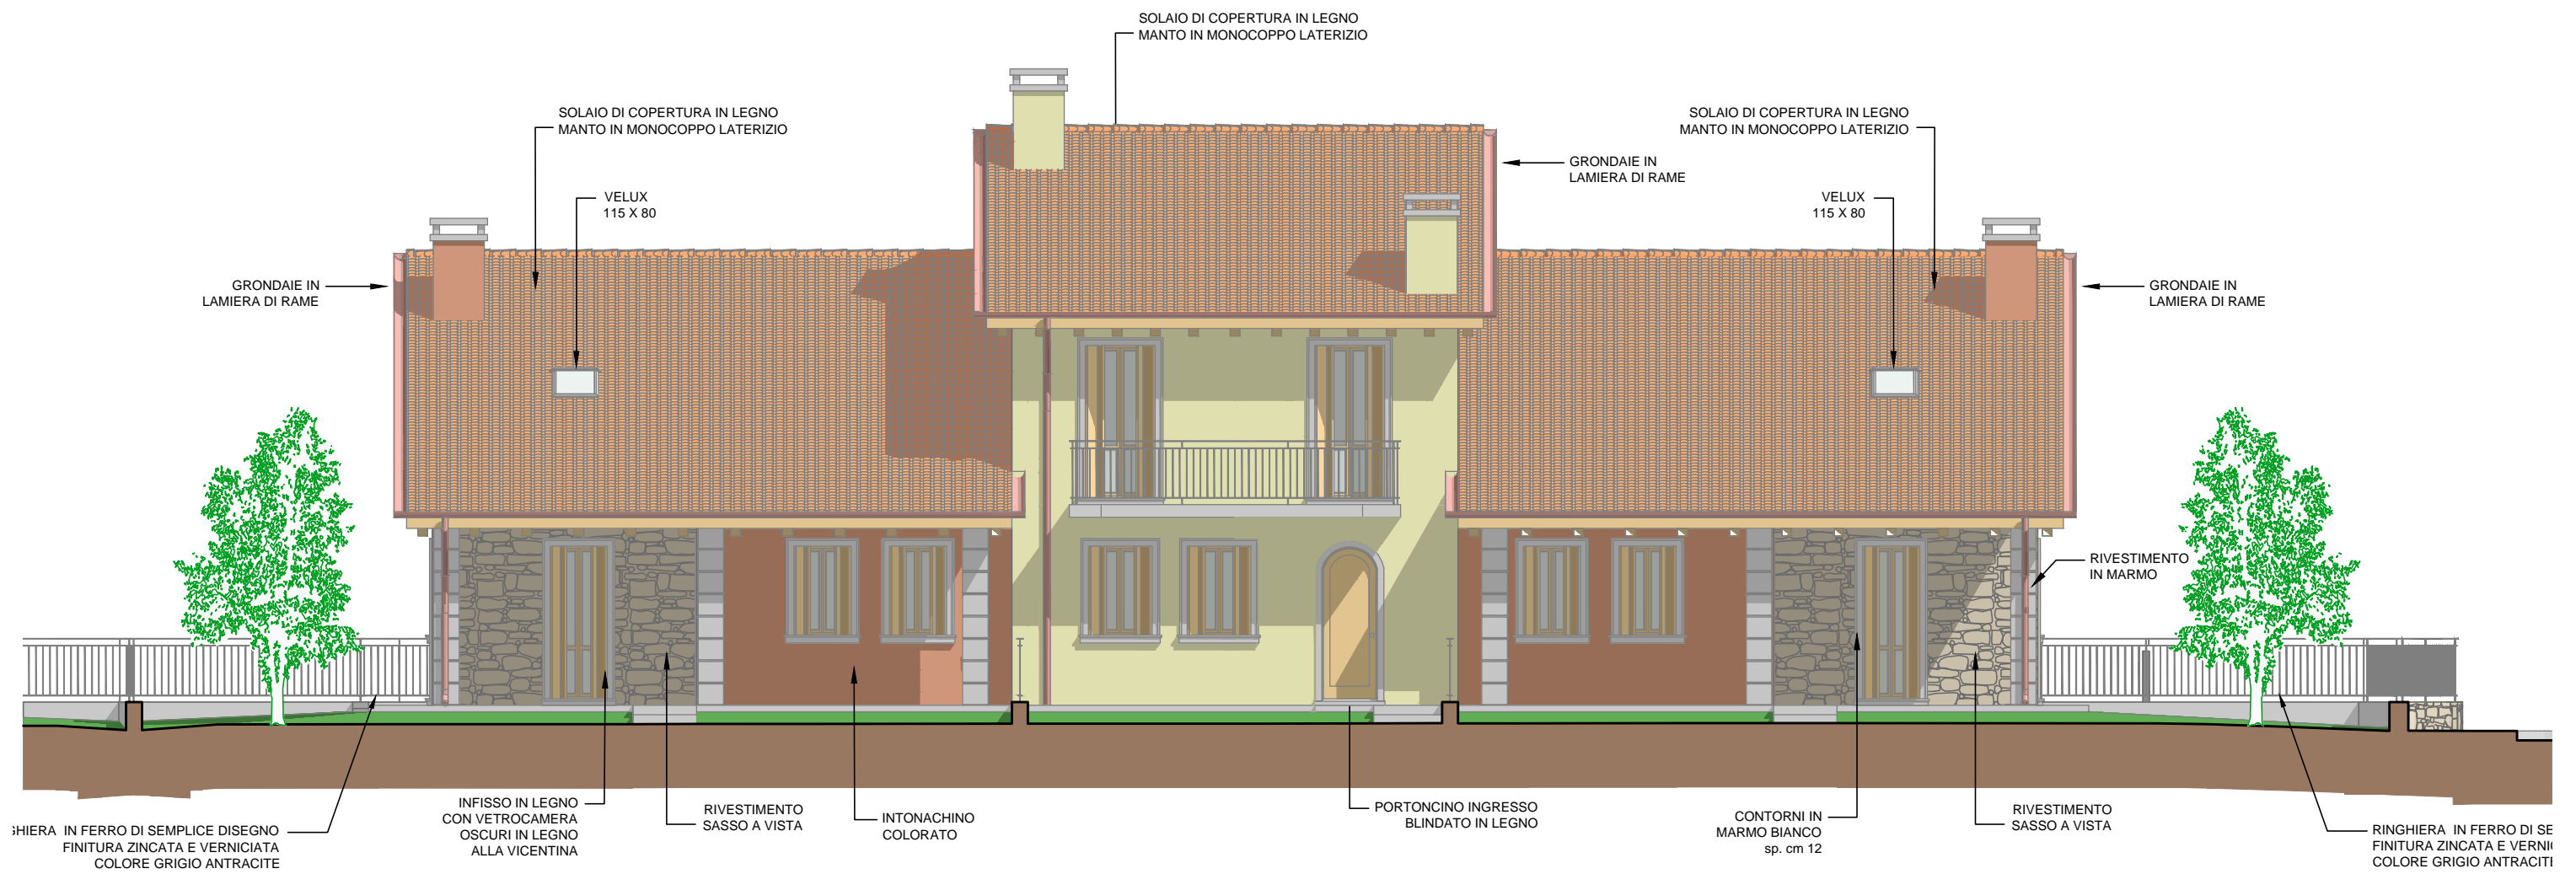 SOLAIO DI COPERTURA IN LEGNO
MANTO IN MONOCOPPO LATERIZIO
SOLAIO DI COPERTURA IN LEGNO
MANTO IN MONOCOPPO LATERIZIO
SOLAIO DI COPERTURA IN LEGNO
MANTO IN MONOCOPPO LATERIZIO
GRONDAIE IN
LAMIERA DI RAME
VELUX
115 X 80
VELUX
115 X 80
GRONDAIE IN
LAMIERA DI RAME
GRONDAIE IN
LAMIERA DI RAME
RIVESTIMENTO
IN MARMO
GHIERA IN FERRO DI SEMPLICE DISEGNO
FINITURA ZINCATA E VERNICIATA
COLORE GRIGIO ANTRACITE
INFISSO IN LEGNO
CON VETROCAMERA
OSCURI IN LEGNO
ALLA VICENTINA
RIVESTIMENTO
SASSO A VISTA
INTONACHINO
COLORATO
PORTONCINO INGRESSO
BLINDATO IN LEGNO
CONTORNI IN
MARMO BIANCO
sp. cm 12
RIVESTIMENTO
SASSO A VISTA
RINGHIERA IN FERRO DI SE
FINITURA ZINCATA E VERNI
COLORE GRIGIO ANTRACITE